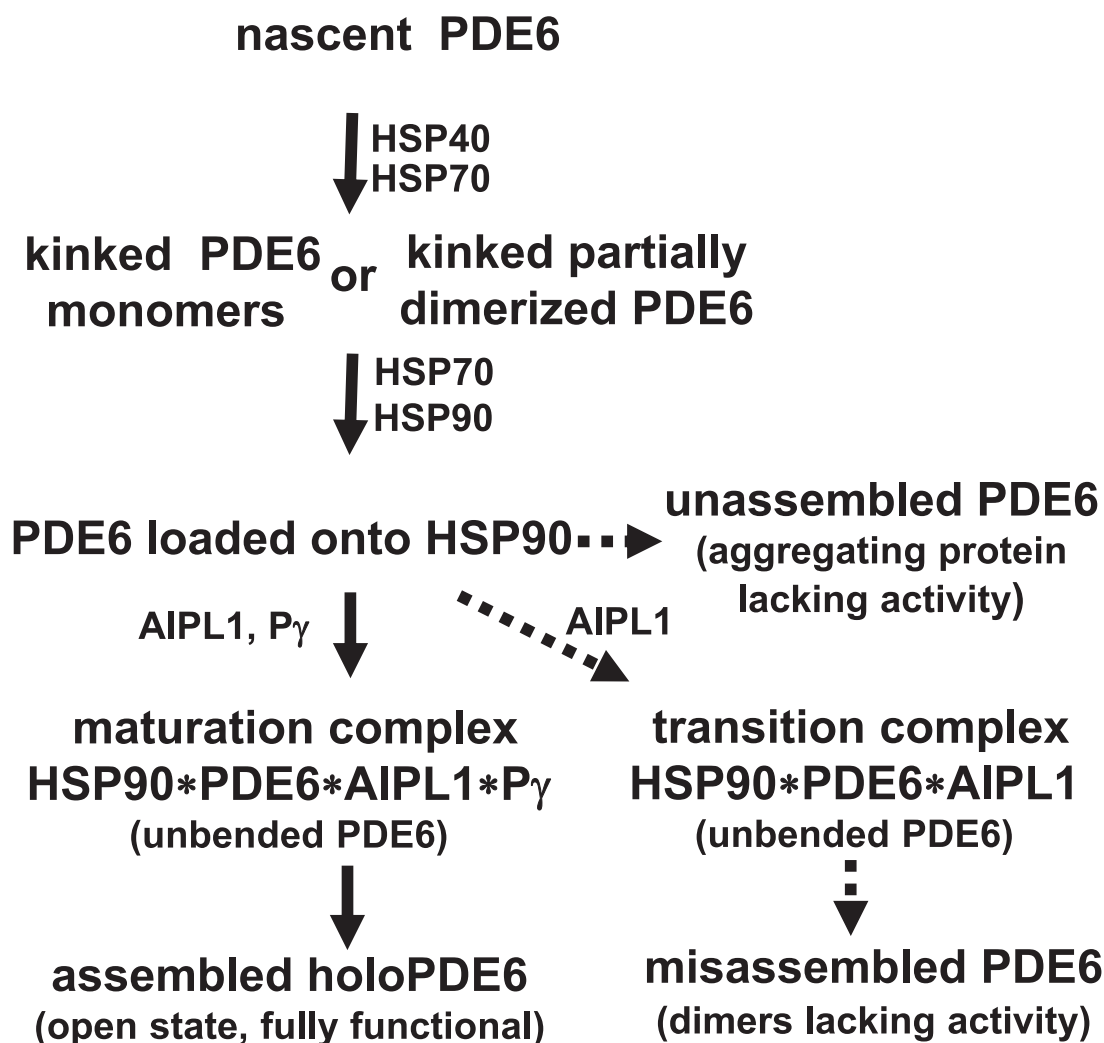 nascent PDE6
HSP40
HSP70
kinked PDE6
monomers
or
kinked partially
dimerized PDE6
HSP70
HSP90
PDE6 loaded onto HSP90
unassembled PDE6
(aggregating protein
lacking activity)
AIPL1, Pγ
AIPL1
maturation complex
HSP90*PDE6*AIPL1*Pγ
(unbended PDE6)
transition complex
HSP90*PDE6*AIPL1
(unbended PDE6)
assembled holoPDE6
(open state, fully functional)
misassembled PDE6
(dimers lacking activity)